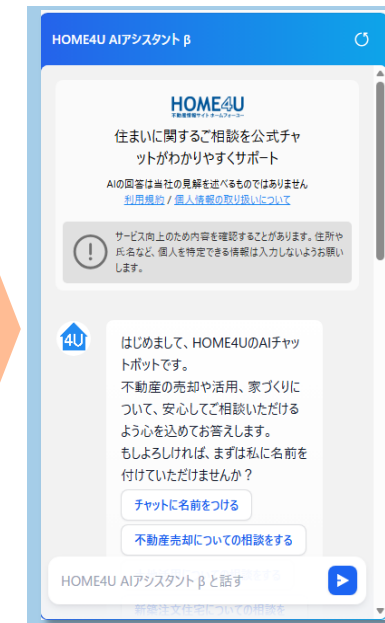 HOME4U AIアシスタント β
HOME4U
不動産情報サイト ホームフォーユー
住まいに関するご相談を公式チャ
ットがわかりやすくサポート
AIの回答は当社の見解を述べるものではありません
利用規約 / 個人情報の取り扱いについて
サービス向上のため内容を確認することがあります。住所や
氏名など、個人を特定できる情報は入力しないようお願い
します。
4U
はじめまして、HOME4UのAIチャッ
トボットです。
不動産の売却や活用、家づくりに
ついて、安心してご相談いただける
よう心を込めてお答えします。
もしよろしければ、まずは私に名前を
付けていただけませんか？
チャットに名前をつける
不動産売却についての相談をする
HOME4U AIアシスタント β と話す
新築注文住宅についての相談を